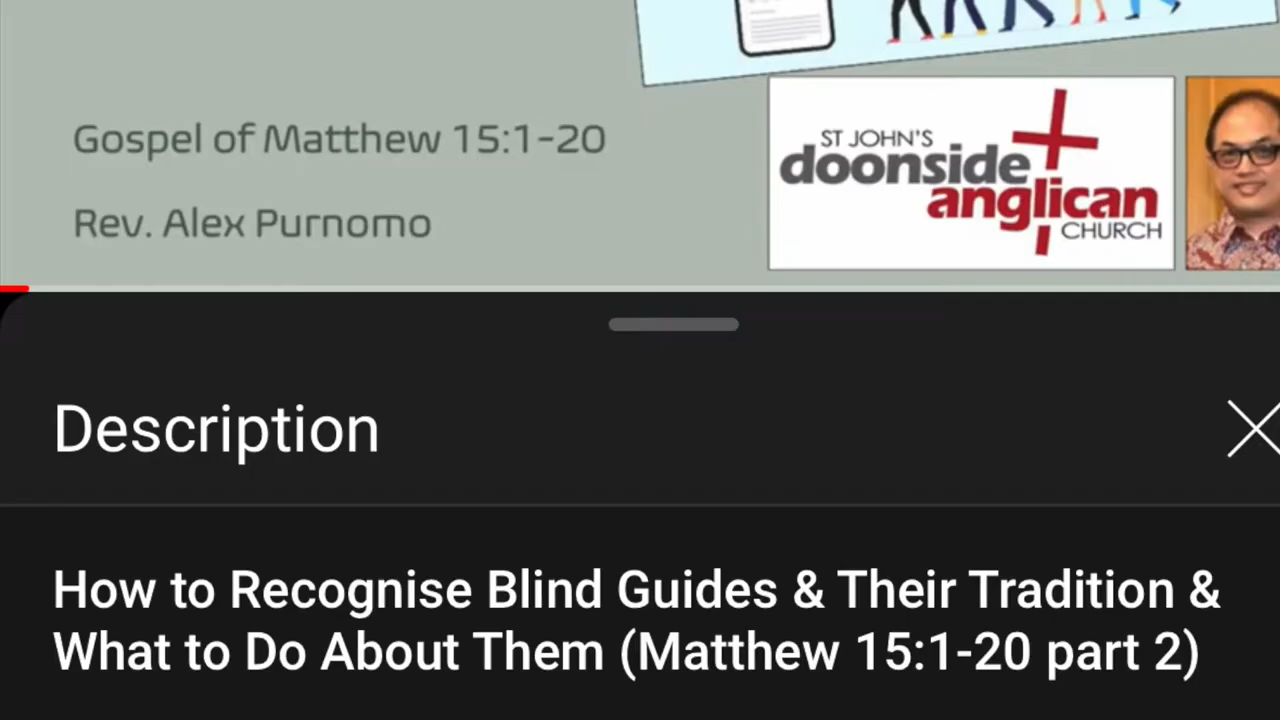 Gospel of Matthew 15:1-20
Rev. Alex Purnomo
ST JOHN'S
doonside
anglican
CHURCH
Description
How to Recognise Blind Guides & Their Tradition &
What to Do About Them (Matthew 15:1-20 part 2)